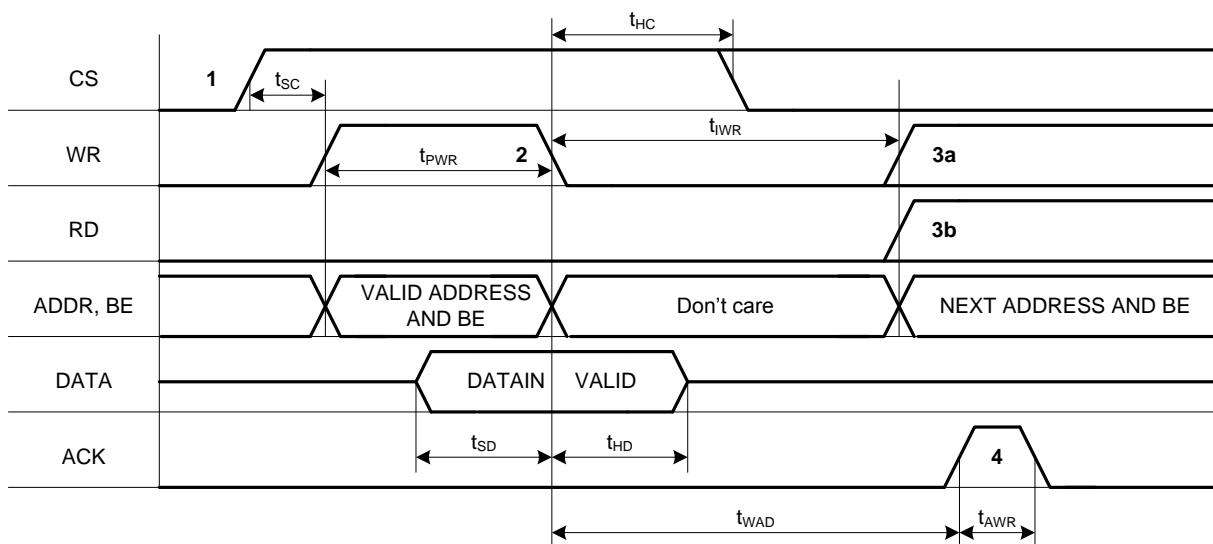 tHC
CS
1
tSC
tIWR
WR
tPWR
2
3a
RD
3b
ADDR, BE
VALID ADDRESS
AND BE
Don't care
NEXT ADDRESS AND BE
DATA
DATAIN VALID
tSD
tHD
ACK
4
tWAD
tAWR